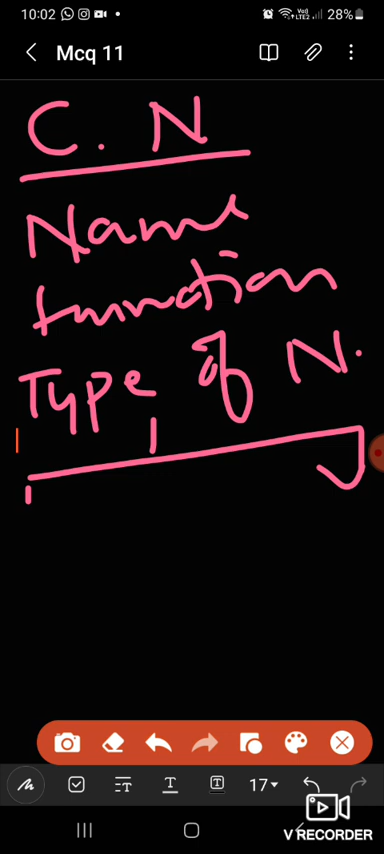 10:02 28%
Mcq 11
C. N
Name
function
Type of N.
17
V RECORDER